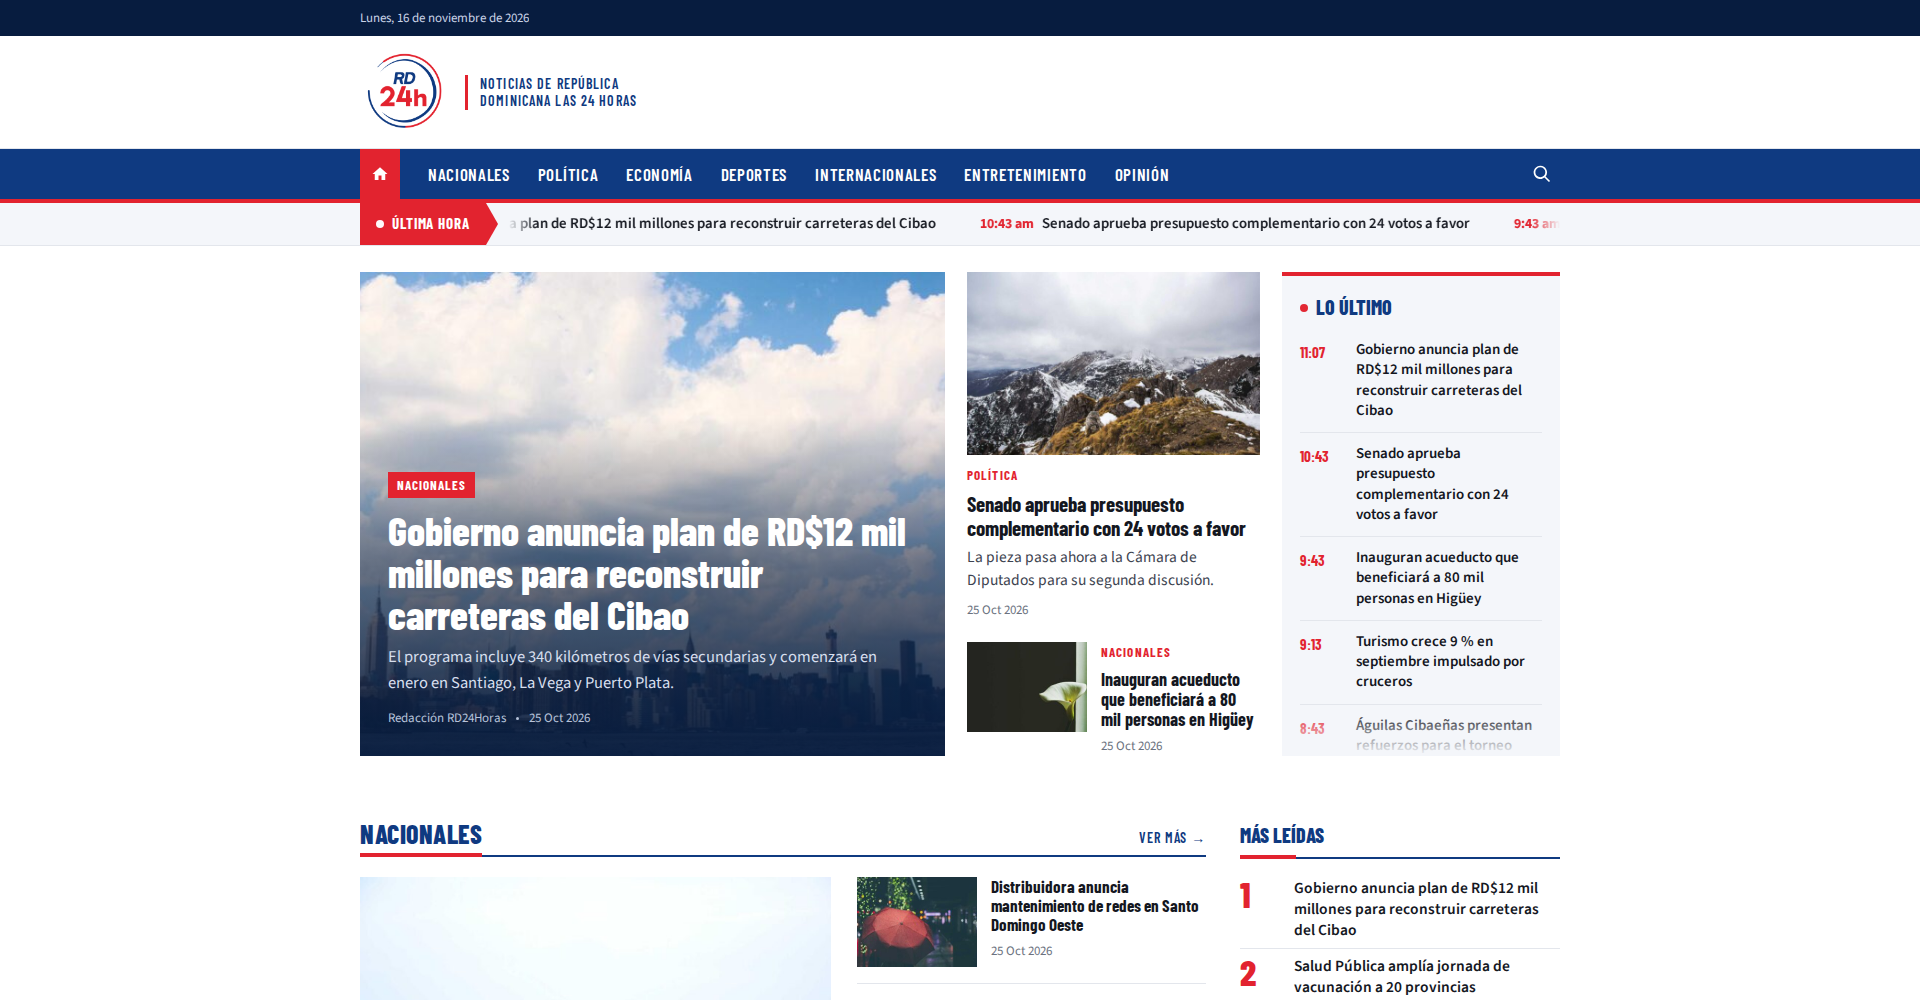 Lunes, 16 de noviembre de 2026
RD
24h
NOTICIAS DE REPÚBLICA
DOMINICANA LAS 24 HORAS
NACIONALES POLÍTICA ECONOMÍA DEPORTES INTERNACIONALES ENTRETENIMIENTO OPINIÓN
ÚLTIMA HORA a plan de RD$12 mil millones para reconstruir carreteras del Cibao 10:43 am Senado aprueba presupuesto complementario con 24 votos a favor 9:43 am
NACIONALES
Gobierno anuncia plan de RD$12 mil
millones para reconstruir
carreteras del Cibao
El programa incluye 340 kilómetros de vías secundarias y comenzará en
enero en Santiago, La Vega y Puerto Plata.
Redacción RD24Horas • 25 Oct 2026
POLÍTICA
Senado aprueba presupuesto
complementario con 24 votos a favor
La pieza pasa ahora a la Cámara de
Diputados para su segunda discusión.
25 Oct 2026
NACIONALES
Inauguran acueducto
que beneficiará a 80
mil personas en Higüey
25 Oct 2026
LO ÚLTIMO
11:07 Gobierno anuncia plan de
RD$12 mil millones para
reconstruir carreteras del
Cibao
10:43 Senado aprueba
presupuesto
complementario con 24
votos a favor
9:43 Inauguran acueducto que
beneficiará a 80 mil
personas en Higüey
9:13 Turismo crece 9 % en
septiembre impulsado por
cruceros
8:43 Águilas Cibaeñas presentan
refuerzos para el torneo
NACIONALES
VER MÁS →
Distribuidora anuncia
mantenimiento de redes en Santo
Domingo Oeste
25 Oct 2026
MÁS LEÍDAS
1 Gobierno anuncia plan de RD$12 mil
millones para reconstruir carreteras
del Cibao
2 Salud Pública amplía jornada de
vacunación a 20 provincias